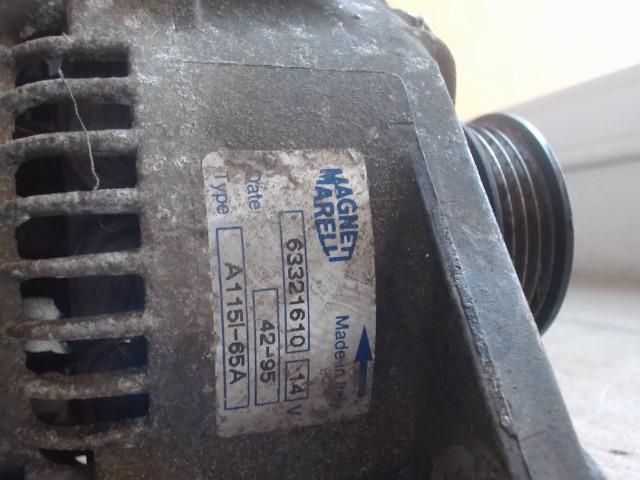 MAGNETI
MARELLI
Made in Italy
63321610 14 V
Date 42-95
Type A115I-65A